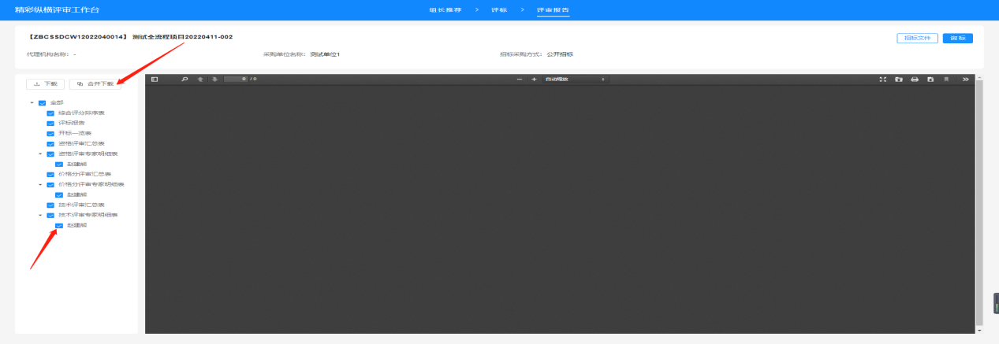 精彩纵横评审工作台
组长推荐 > 评标 > 评审报告
【ZBCSSDCW12022040014】 测试全流程项目20220411-002
招标文件 询标
代理机构名称: - 采购单位名称: 测试单位1 招标采购方式: 公开招标
下载 合并下载
0 / 0 自动缩放
全部
综合评分排序表
评标报告
开标一览表
资格评审汇总表
资格评审专家明细表
赵建熊
价格分评审汇总表
价格分评审专家明细表
赵建熊
技术评审汇总表
技术评审专家明细表
赵建熊